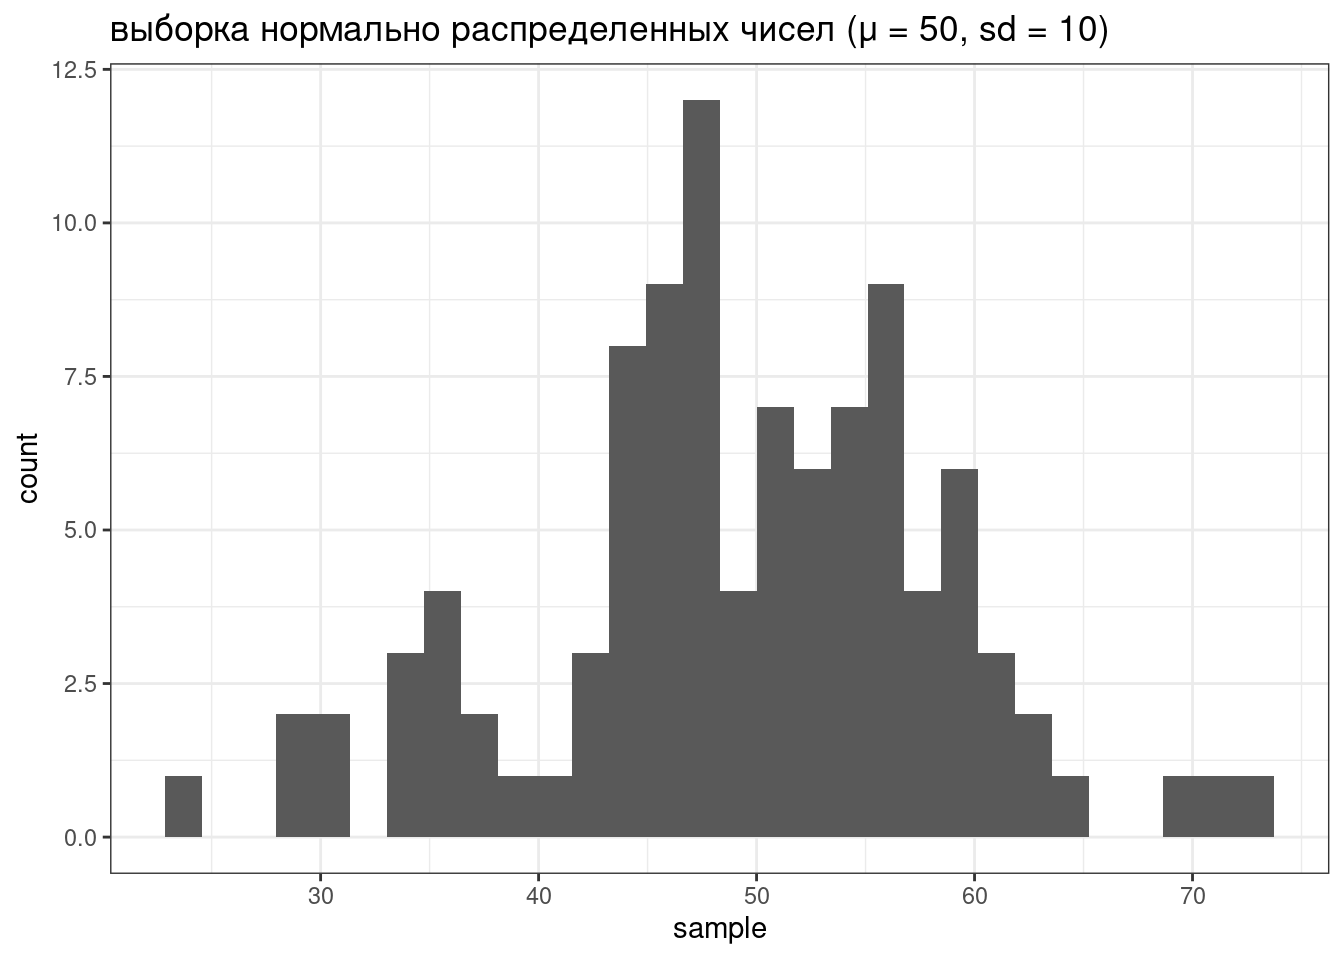 выборка нормально распределенных чисел (μ = 50, sd = 10)
12.5
10.0
7.5
5.0
2.5
0.0
count
30 40 50 60 70
sample